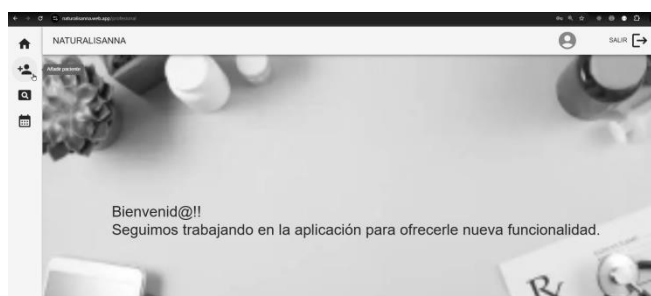 naturalisanna.web.app/profesional
NATURALISANNA
SALIR
Añadir paciente
Bienvenid@!!
Seguimos trabajando en la aplicación para ofrecerle nueva funcionalidad.
R